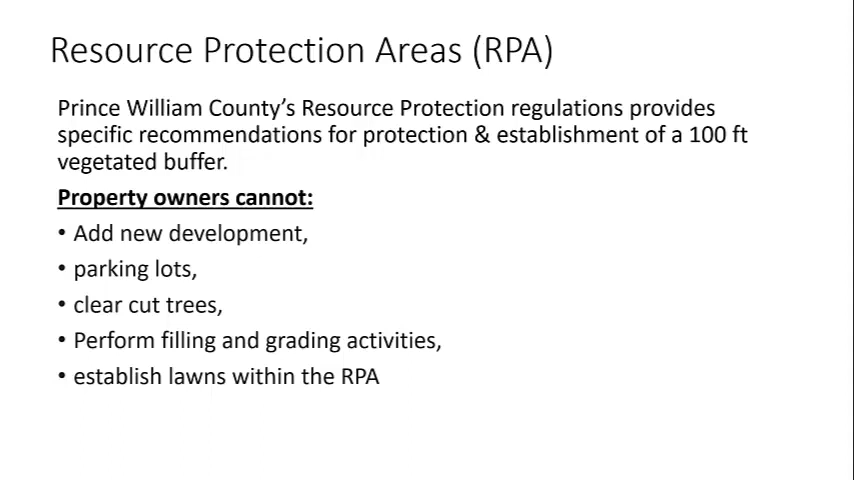 Resource Protection Areas (RPA)
Prince William County’s Resource Protection regulations provides
specific recommendations for protection & establishment of a 100 ft
vegetated buffer.
Property owners cannot:
• Add new development,
• parking lots,
• clear cut trees,
• Perform filling and grading activities,
• establish lawns within the RPA